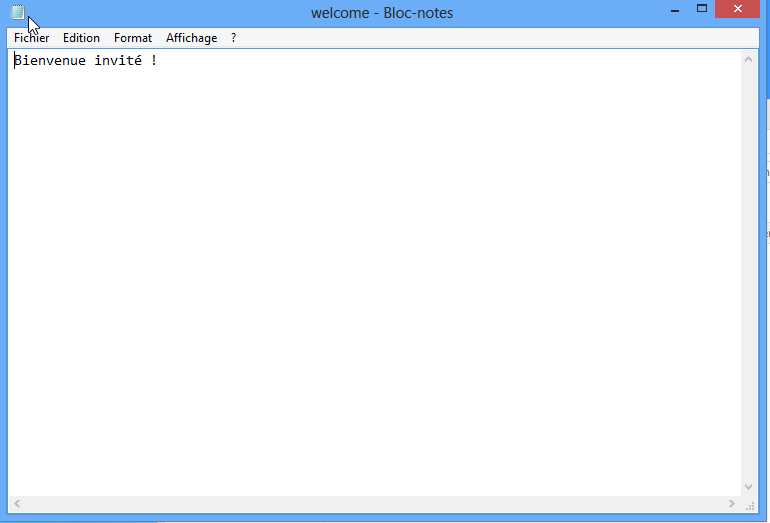 welcome - Bloc-notes
Fichier Edition Format Affichage ?
Bienvenue invité !